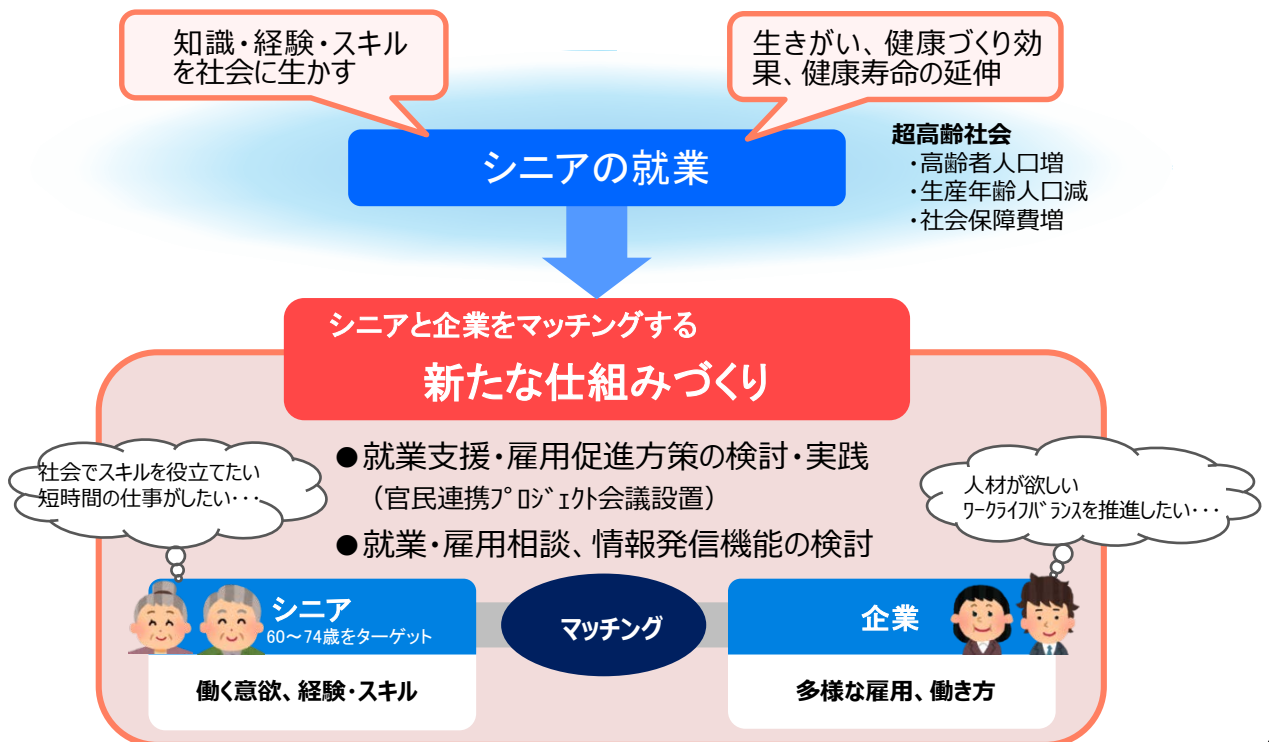 知識・経験・スキル
を社会に生かす
生きがい、健康づくり効
果、健康寿命の延伸
シニアの就業
超高齢社会
・高齢者人口増
・生産年齢人口減
・社会保障費増
シニアと企業をマッチングする
新たな仕組みづくり
●就業支援・雇用促進方策の検討・実践
（官民連携ﾌﾟﾛｼﾞｪｸﾄ会議設置）
●就業・雇用相談、情報発信機能の検討
社会でスキルを役立てたい
短時間の仕事がしたい・・・
人材が欲しい
ﾜｰｸﾗｲﾌﾊﾞﾗﾝｽを推進したい・・・
シニア
60～74歳をターゲット
働く意欲、経験・スキル
マッチング
企業
多様な雇用、働き方